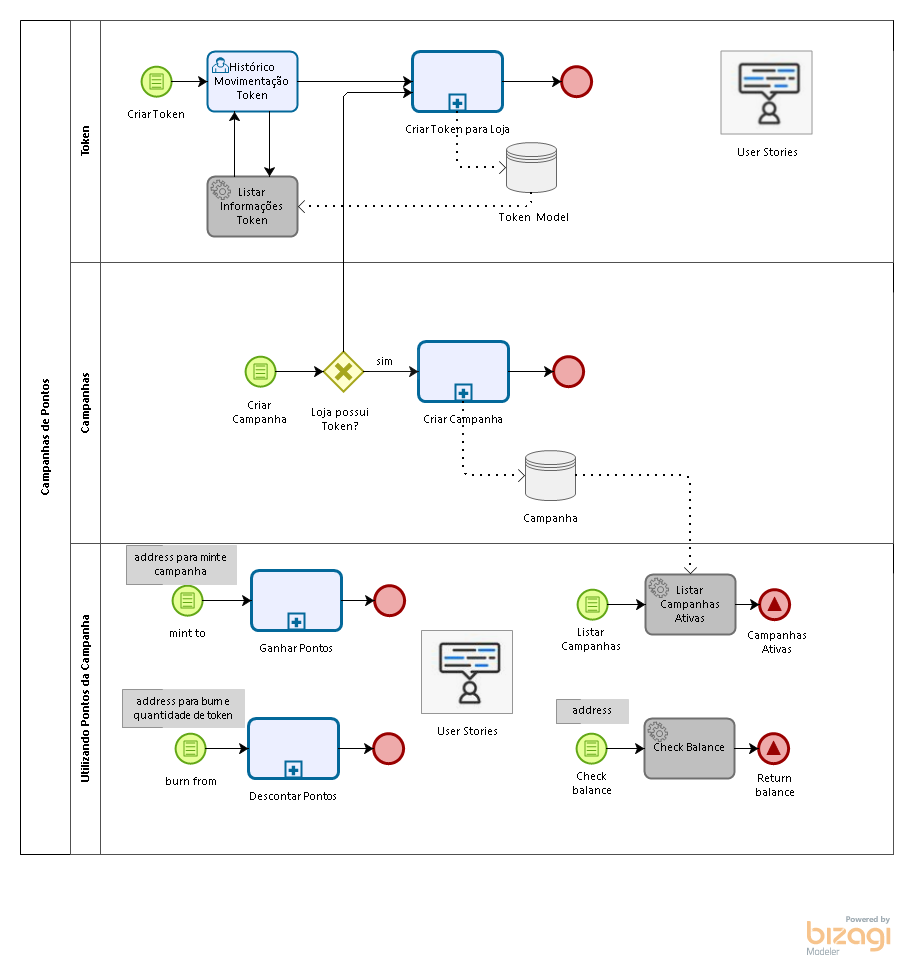 Campanhas de Pontos
Token
Criar Token
Histórico
Movimentação
Token
Criar Token para Loja
Listar
Informações
Token
Token Model
User Stories
Campanhas
Criar
Campanha
Loja possui
Token?
sim
Criar Campanha
Campanha
Utilizando Pontos da Campanha
address para mint e
campanha
mint to
Ganhar Pontos
address para burn e
quantidade de token
burn from
Descontar Pontos
User Stories
Listar
Campanhas
Listar
Campanhas
Ativas
Campanhas
Ativas
address
Check
balance
Check Balance
Return
balance
Powered by
bizagi
Modeler